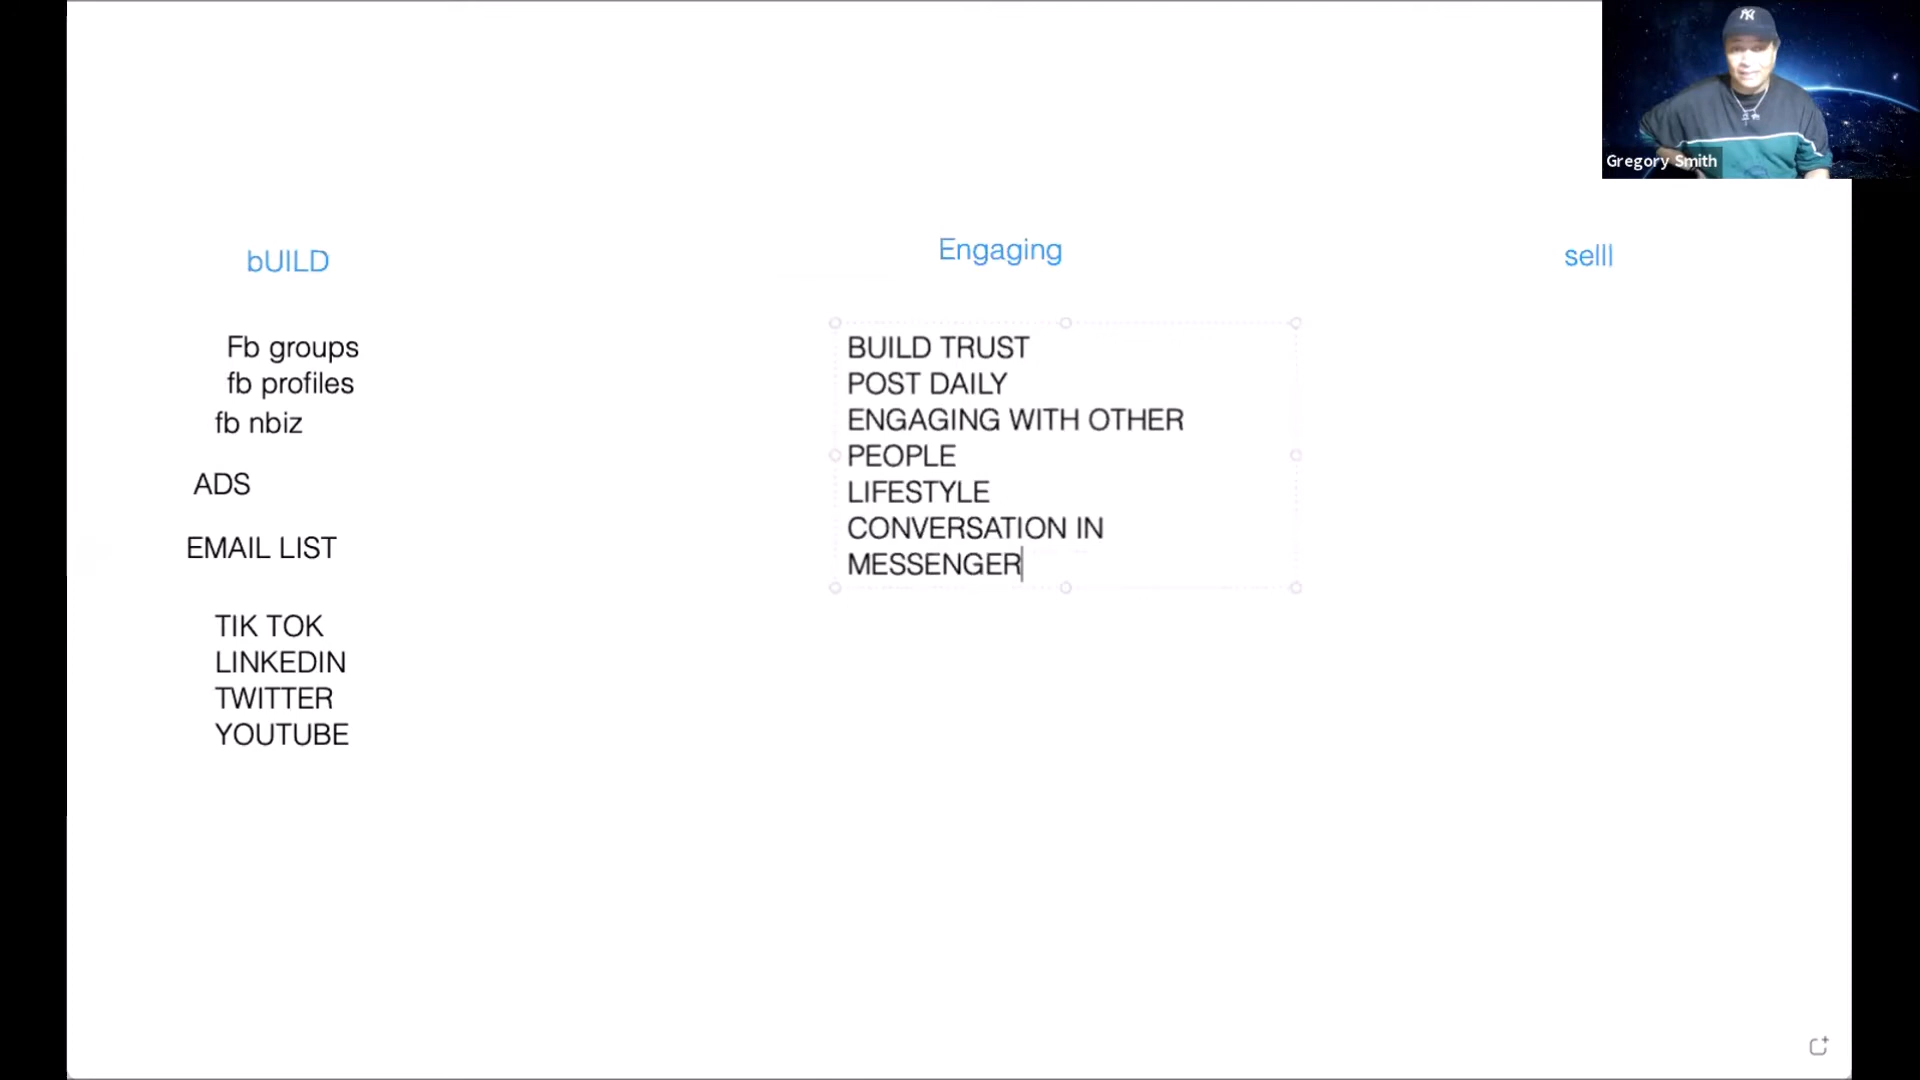 NY
Gregory Smith
bUILD
Engaging
selll
Fb groups
fb profiles
fb nbiz
ADS
EMAIL LIST
TIK TOK
LINKEDIN
TWITTER
YOUTUBE
BUILD TRUST
POST DAILY
ENGAGING WITH OTHER
PEOPLE
LIFESTYLE
CONVERSATION IN
MESSENGER